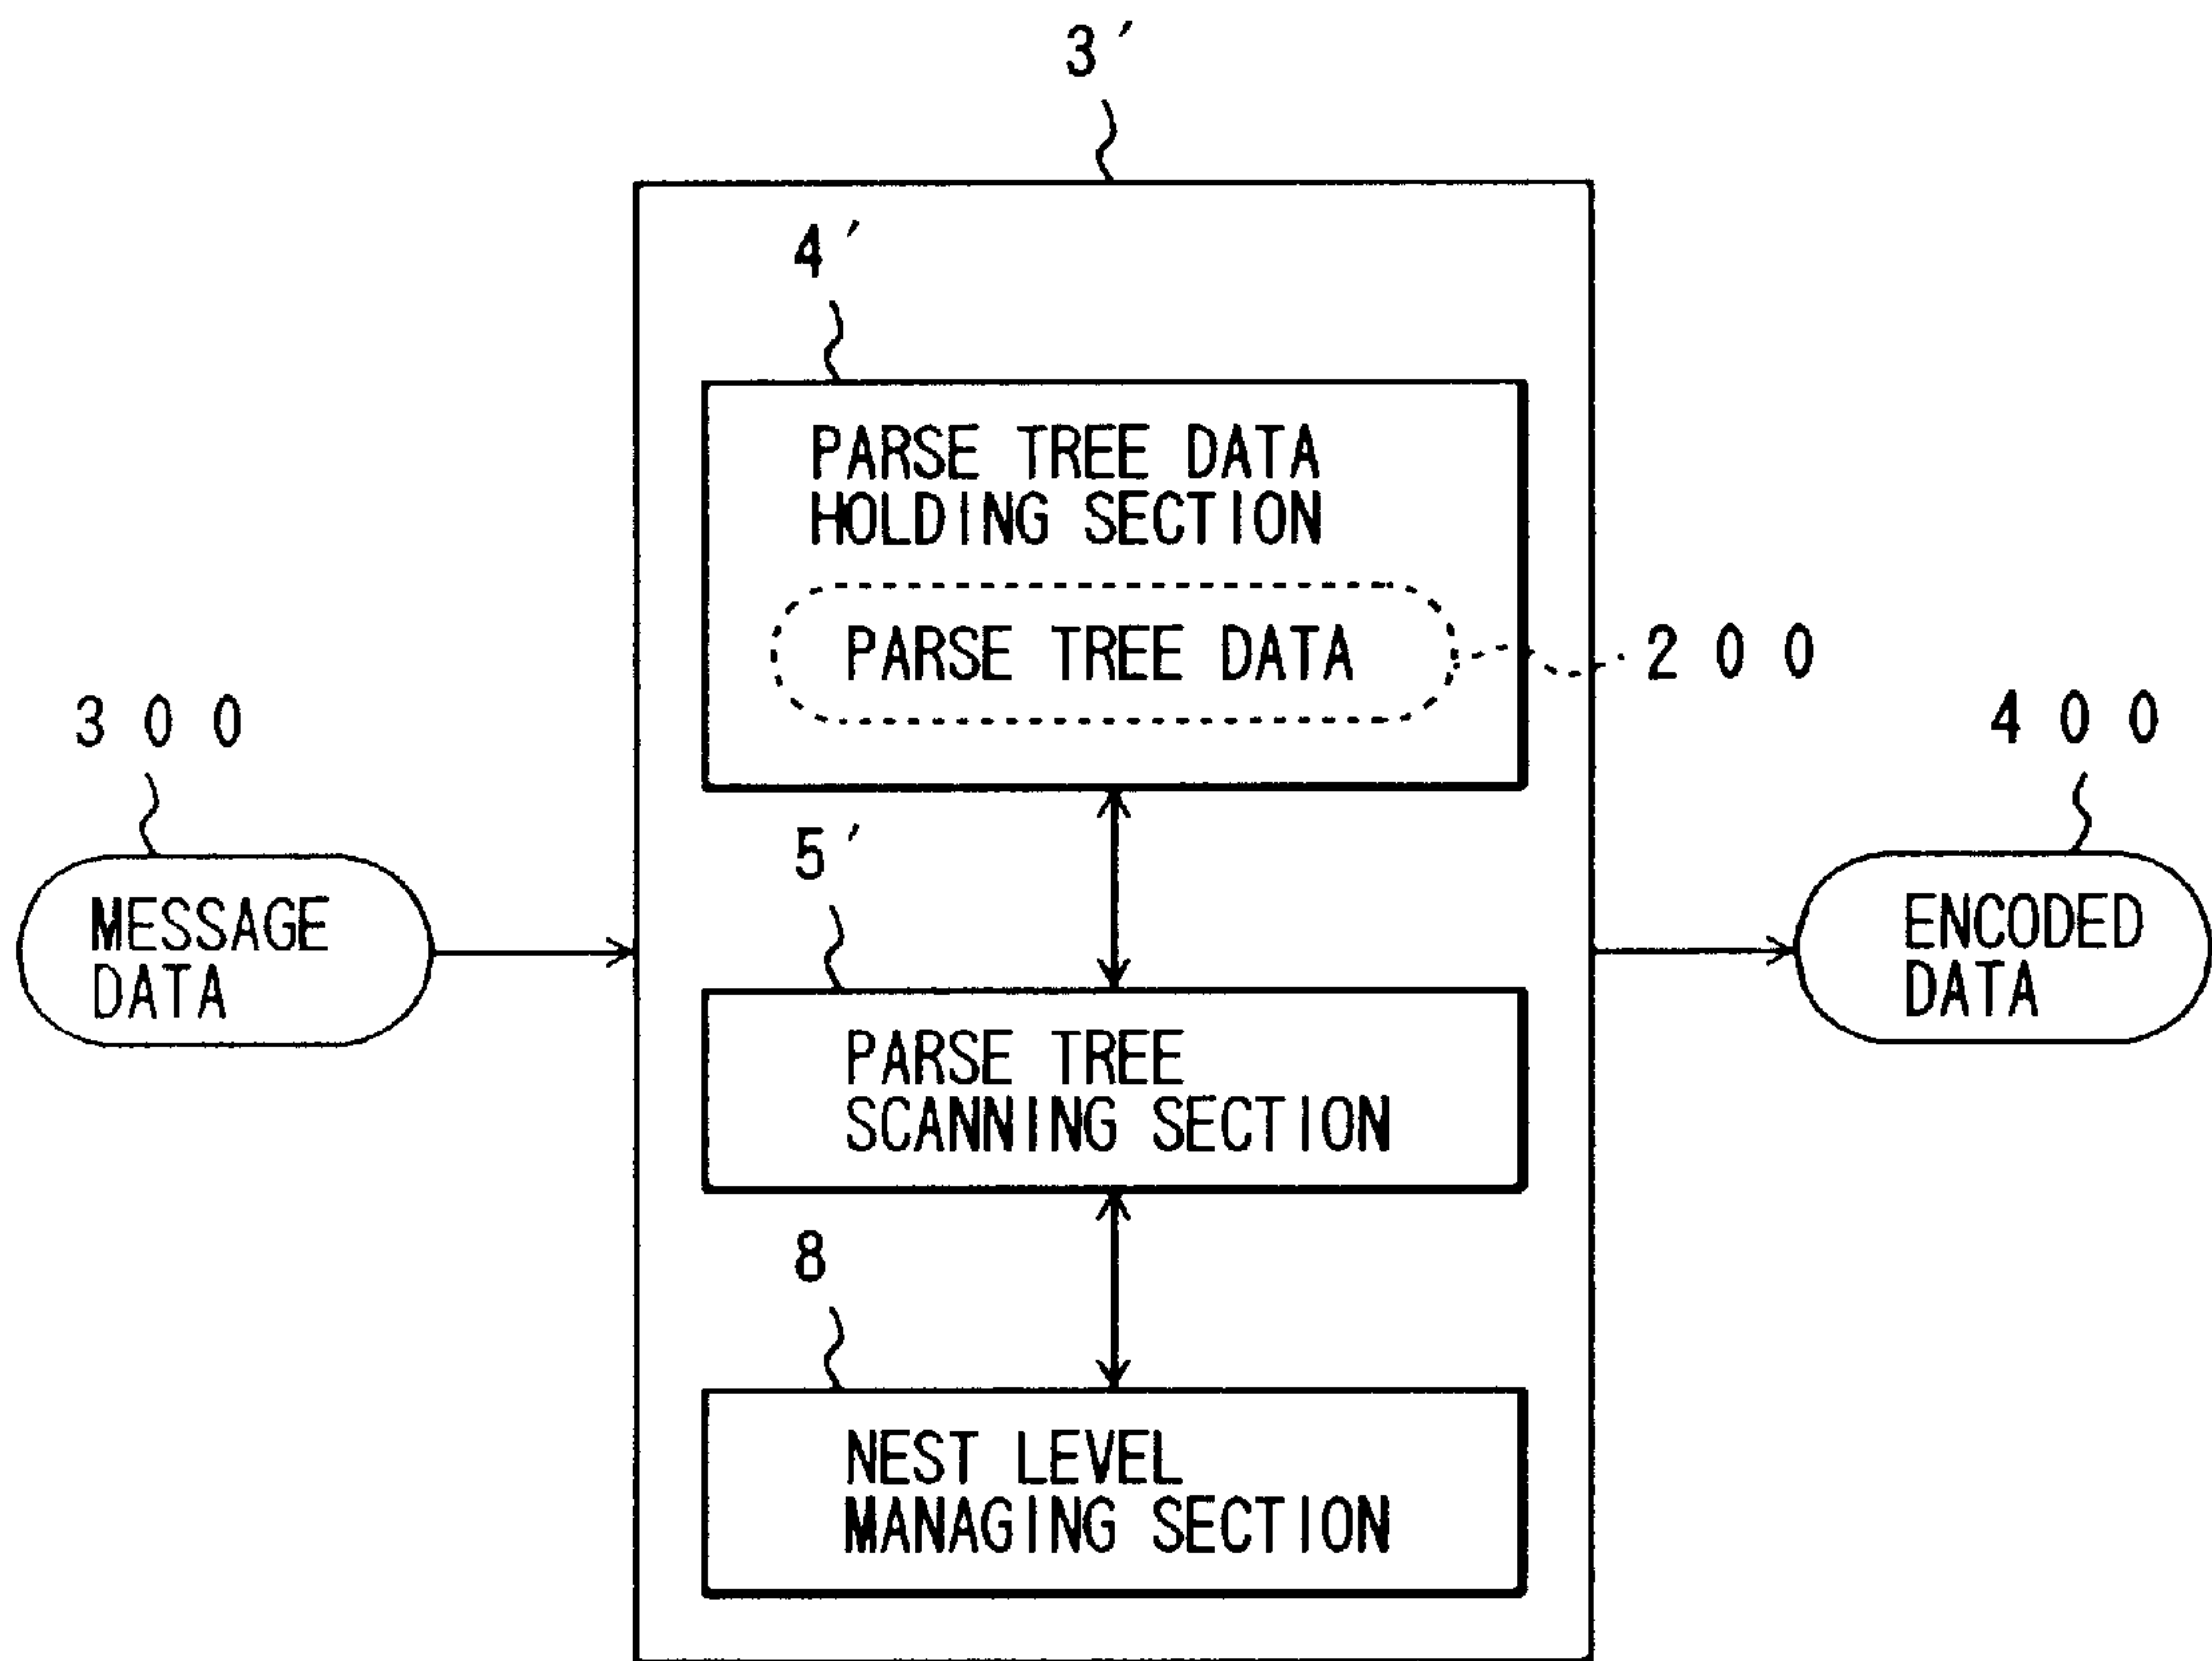 3′
4′
PARSE TREE DATA
HOLDING SECTION
PARSE TREE DATA
200
300
MESSAGE
DATA
400
ENCODED
DATA
5′
PARSE TREE
SCANNING SECTION
8
NEST LEVEL
MANAGING SECTION